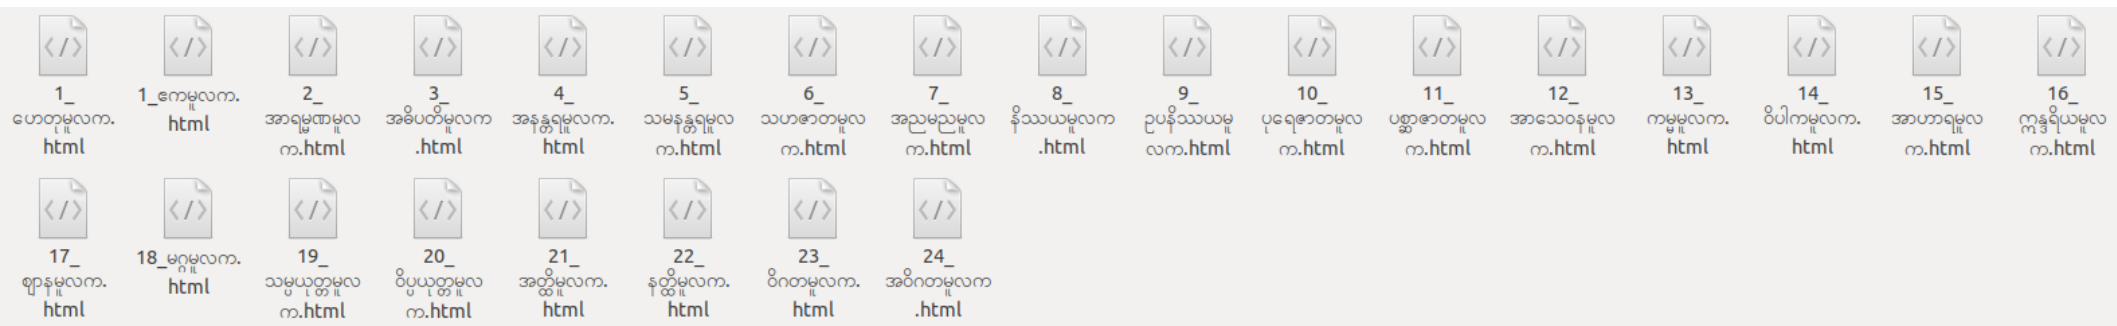 1_ဟေတုမူလက.html
1_ဧကမူလက.html
2_အာရမ္မဏမူလက.html
3_အဓိပတိမူလက.html
4_အနန္တရမူလက.html
5_သမနန္တရမူလက.html
6_သဟဇာတမူလက.html
7_အညမညမူလက.html
8_နိဿယမူလက.html
9_ဥပနိဿယမူလက.html
10_ပုရေဇာတမူလက.html
11_ပစ္ဆာဇာတမူလက.html
12_အာသေဝနမူလက.html
13_ကမ္မမူလက.html
14_ဝိပါကမူလက.html
15_အာဟာရမူလက.html
16_ဣန္ဒရိယမူလက.html
17_ဈာနမူလက.html
18_မဂ္ဂမူလက.html
19_သမ္ပယုတ္တမူလက.html
20_ဝိပ္ပယုတ္တမူလက.html
21_အတ္ထိမူလက.html
22_နတ္ထိမူလက.html
23_ဝိဂတမူလက.html
24_အဝိဂတမူလက.html